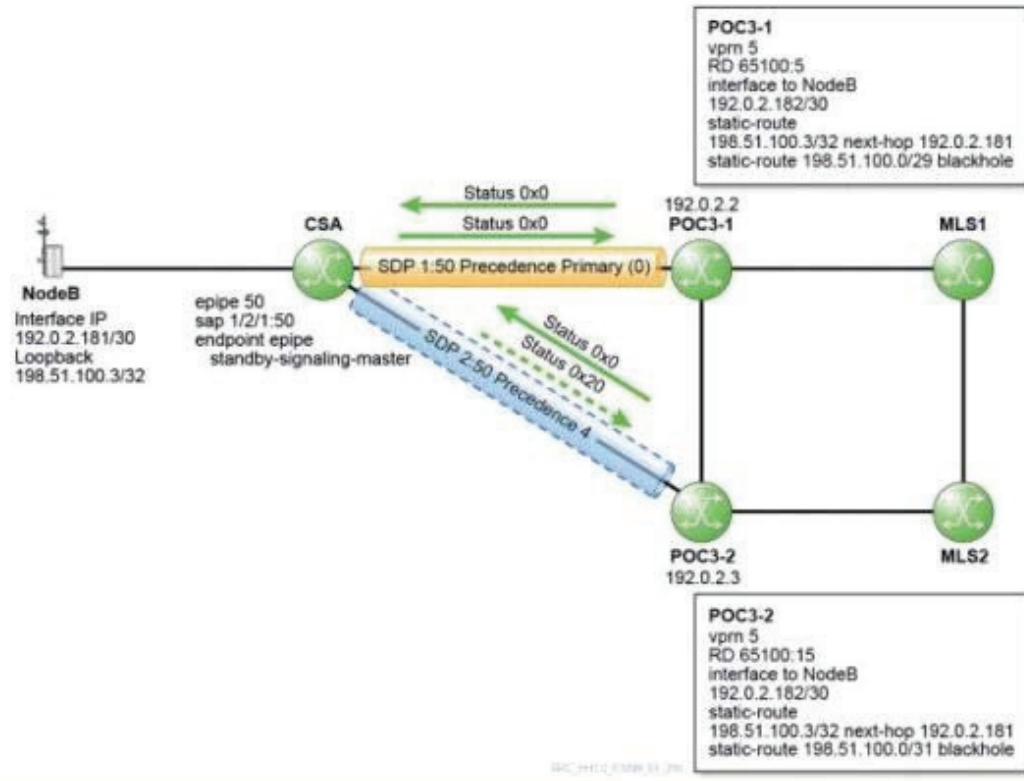 POC3-1
vprn 5
RD 65100:5
interface to NodeB
192.0.2.182/30
static-route
198.51.100.3/32 next-hop 192.0.2.181
static-route 198.51.100.0/29 blackhole
Status 0x0
Status 0x0
192.0.2.2
CSA
POC3-1
MLS1
SDP 1:50 Precedence Primary (0)
NodeB
Interface IP
192.0.2.181/30
Loopback
198.51.100.3/32
epipe 50
sap 1/2/1:50
endpoint epipe
standby-signaling-master
Status 0x0
Status 0x20
SDP 2:50 Precedence 4
POC3-2
192.0.2.3
MLS2
POC3-2
vprn 5
RD 65100:15
interface to NodeB
192.0.2.182/30
static-route
198.51.100.3/32 next-hop 192.0.2.181
static-route 198.51.100.0/31 blackhole